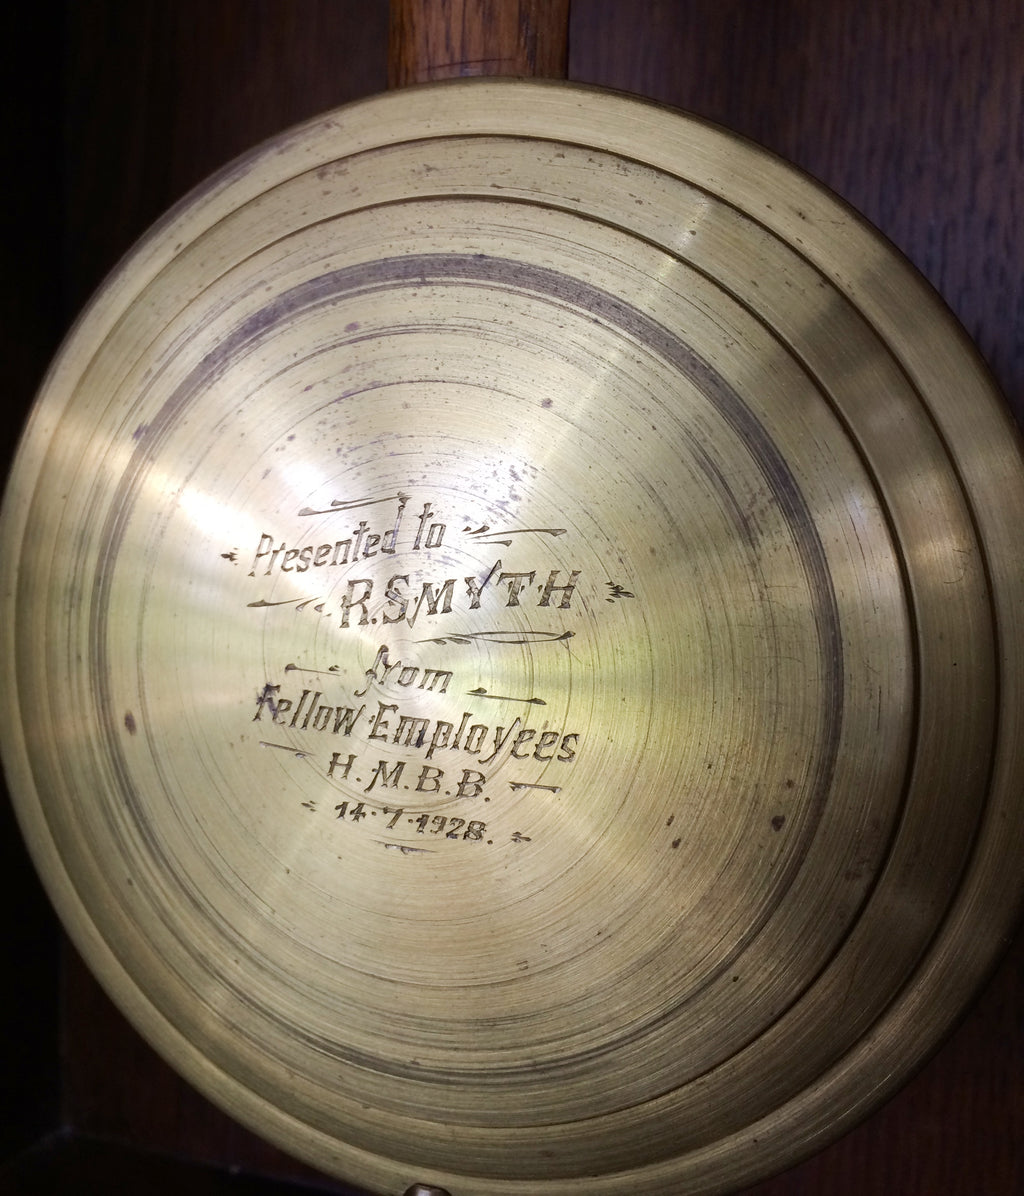 Presented to
R.SMYTH
from
Fellow Employees
H.M.B.B.
14.7.1928.